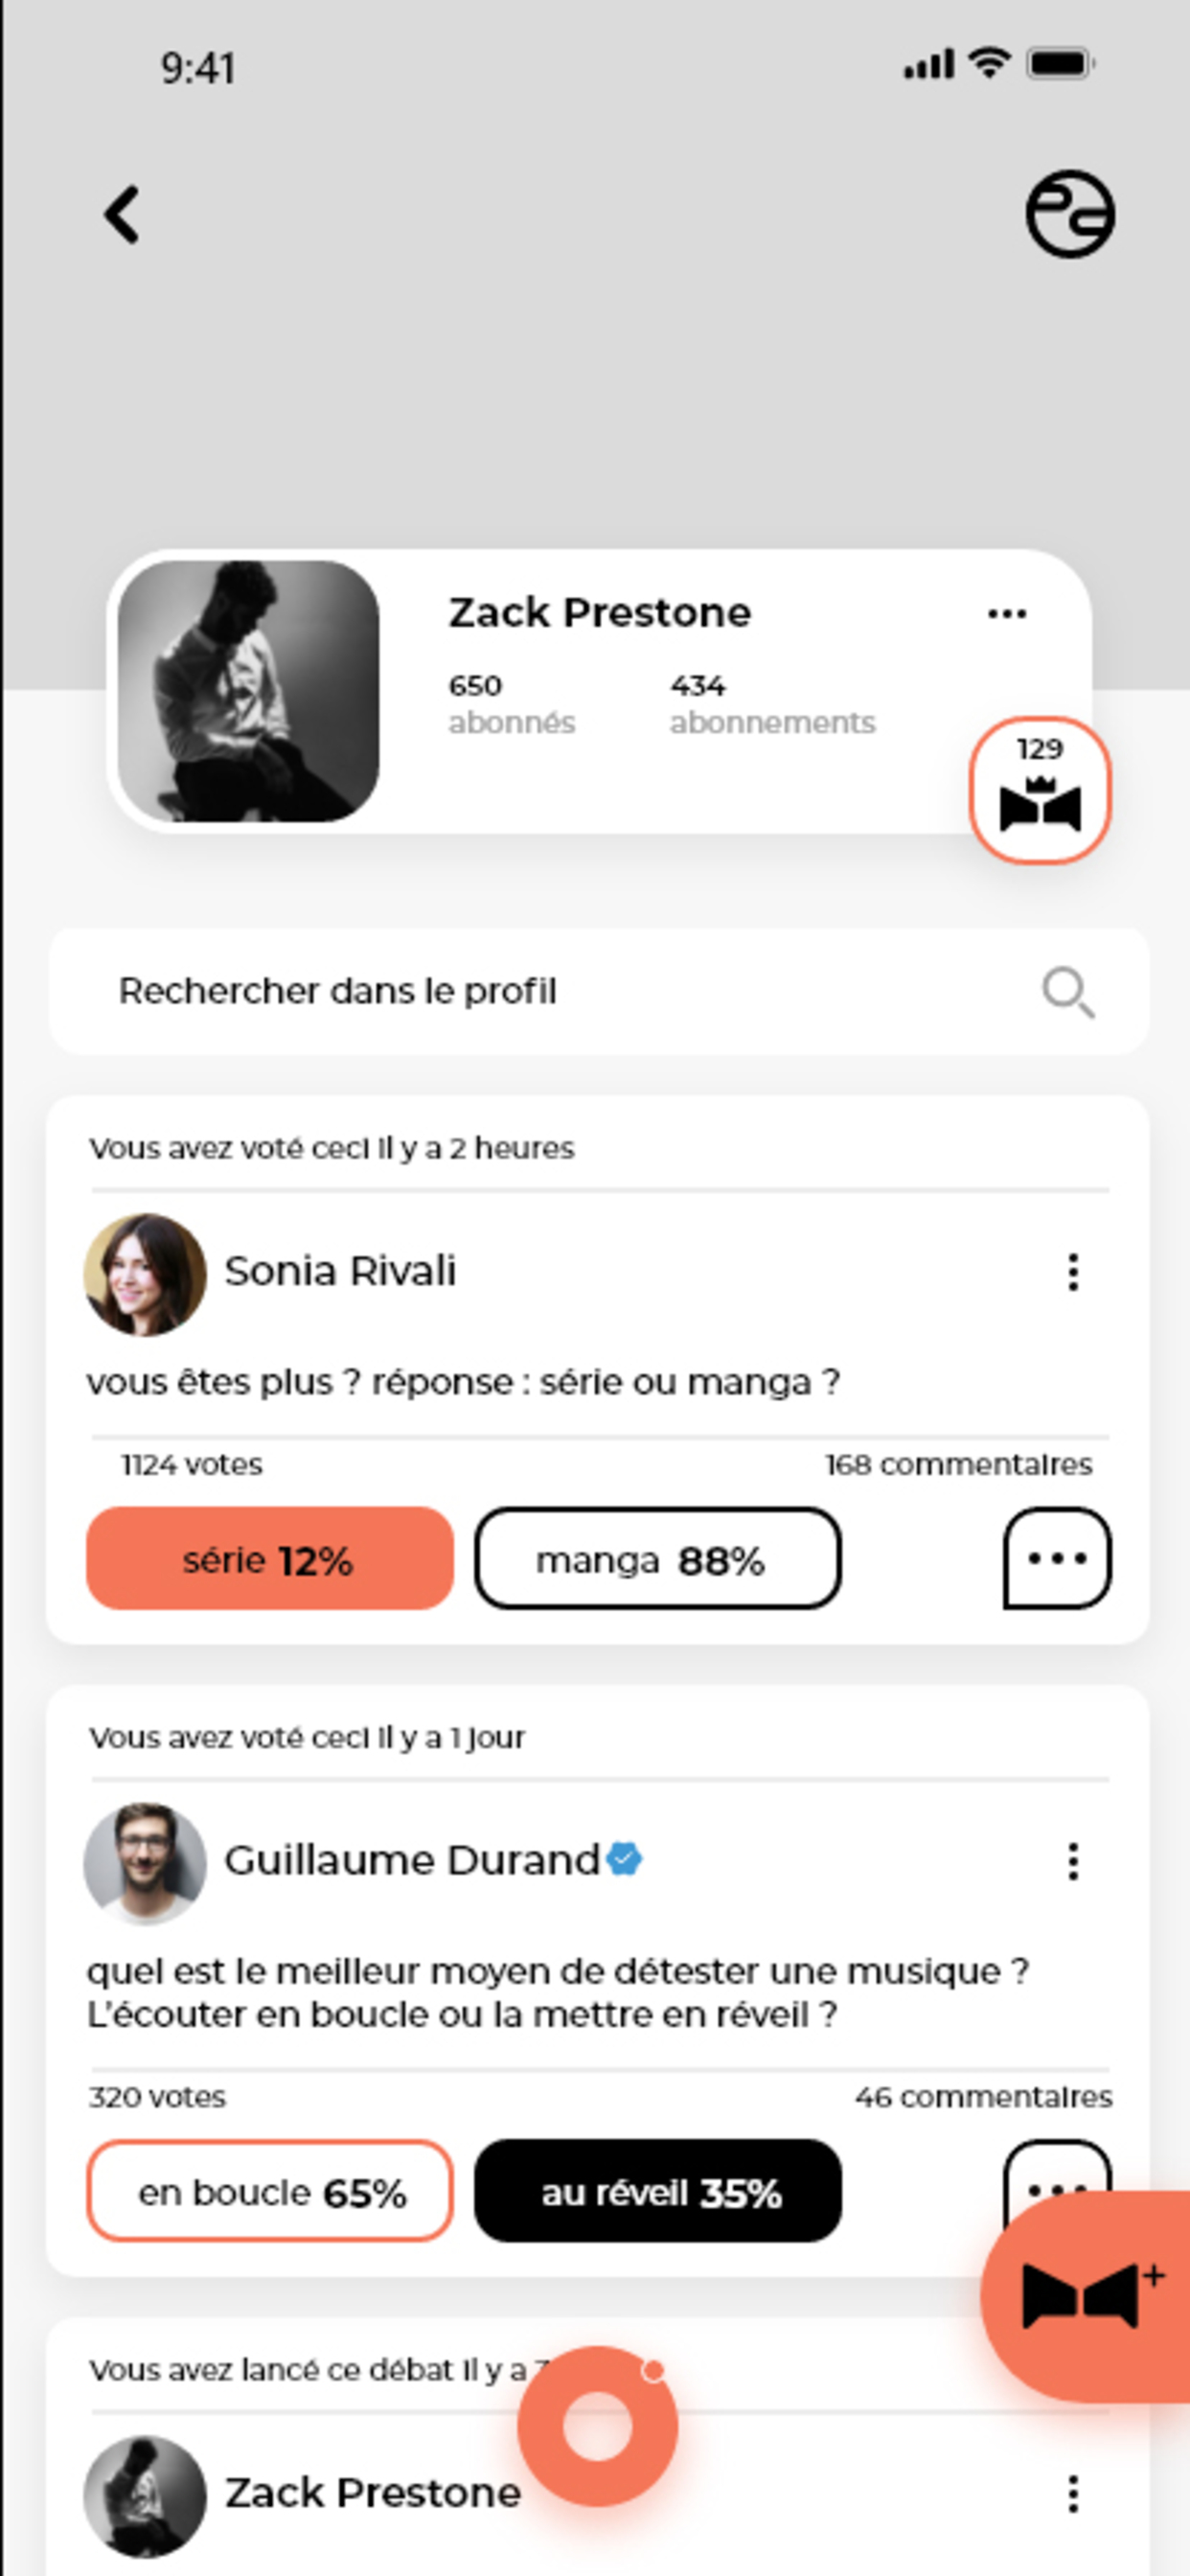 9:41
Zack Prestone
650
434
abonnés
abonnements
129
Rechercher dans le profil
Vous avez voté ceci il y a 2 heures
Sonia Rivali
vous êtes plus ? réponse : série ou manga ?
1124 votes
168 commentaires
série 12%
manga 88%
Vous avez voté ceci il y a 1 jour
Guillaume Durand
quel est le meilleur moyen de détester une musique ?
L'écouter en boucle ou la mettre en réveil ?
320 votes
46 commentaires
en boucle 65%
au réveil 35%
+
Vous avez lancé ce débat il y a
Zack Prestone